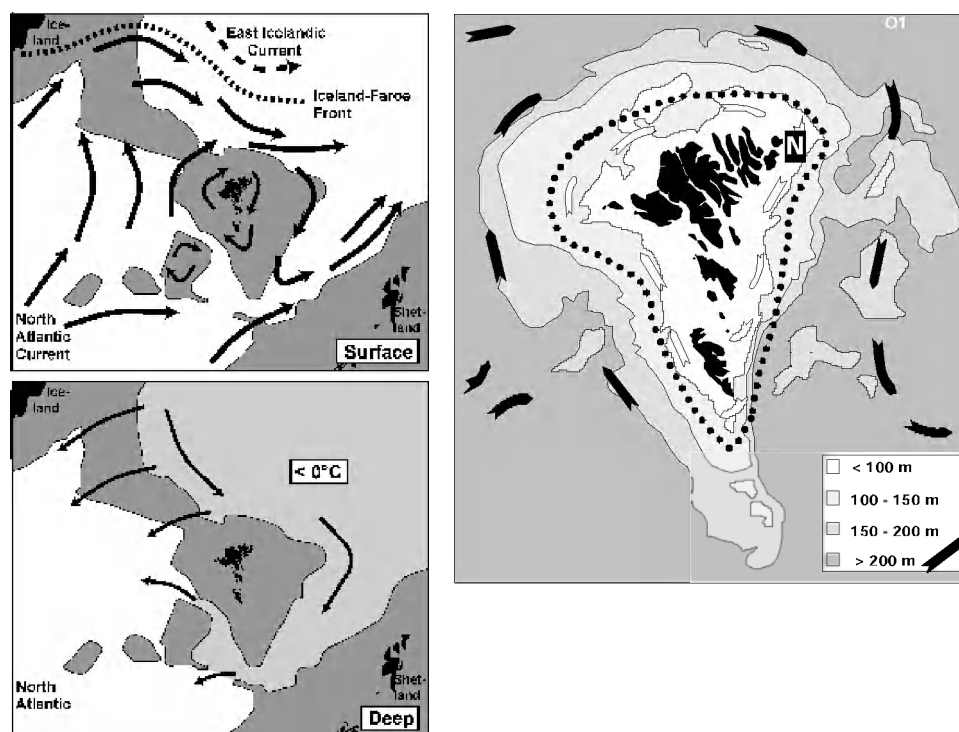 Ice-
land
East Icelandic
Current
Iceland-Faroe
Front
North
Atlantic
Current
Shet-
land
Surface
Ice-
land
< 0°C
North
Atlantic
Shet-
land
Deep
O1
N
< 100 m
100 - 150 m
150 - 200 m
> 200 m